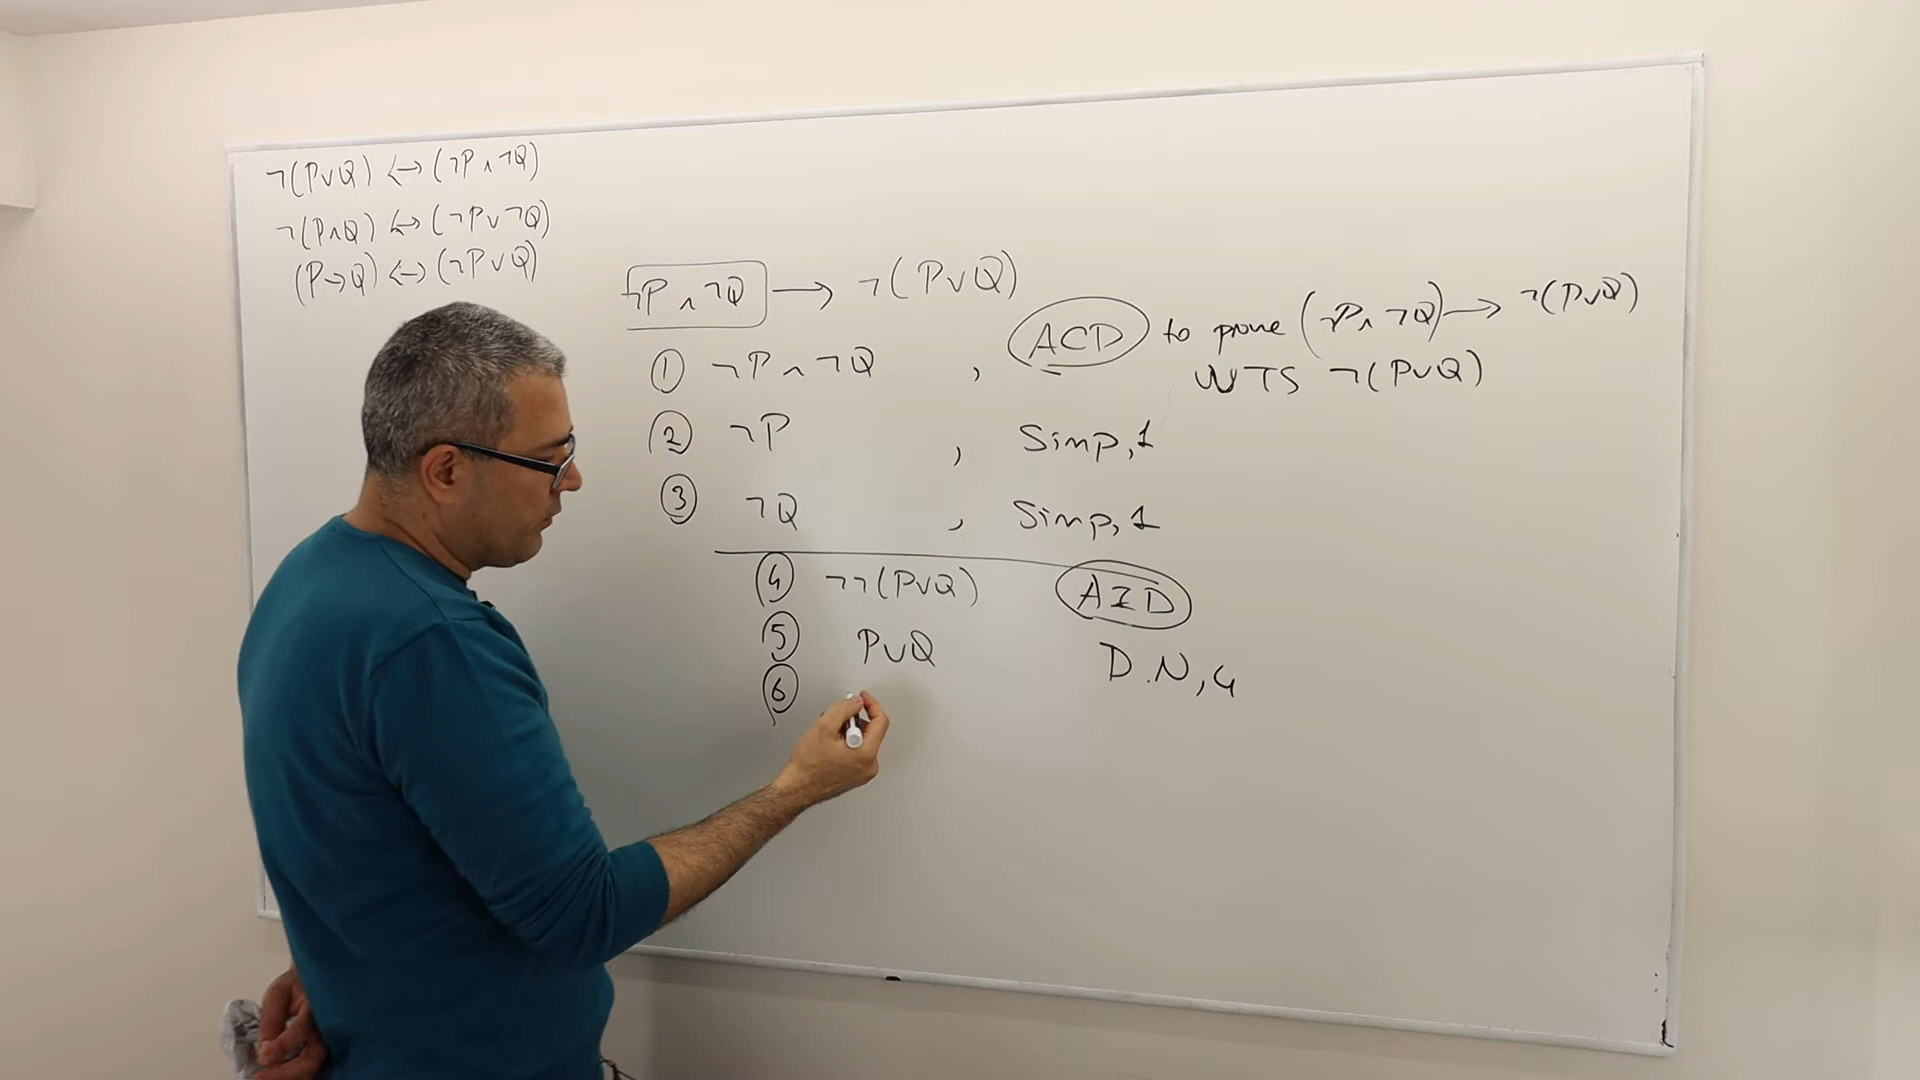 ¬(P∨Q) ↔ (¬P∧¬Q)
¬(P∧Q) ↔ (¬P∨¬Q)
(P→Q) ↔ (¬P∨Q)
¬P∧¬Q → ¬(P∨Q)
① ¬P∧¬Q , ACD to prove (¬P∧¬Q) → ¬(P∨Q)
WTS ¬(P∨Q)
② ¬P , Simp,1
③ ¬Q , Simp,1
④ ¬¬(P∨Q) AID
⑤ P∨Q D.N,4
⑥